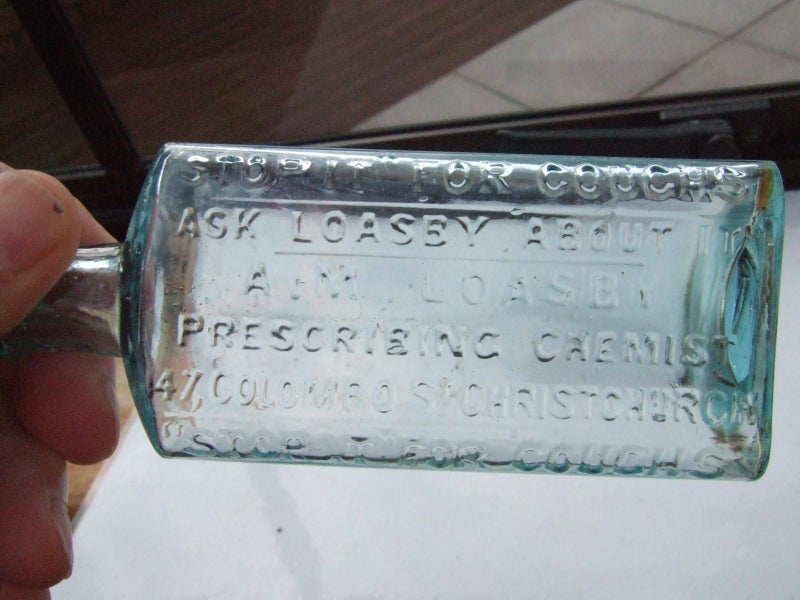 "STOP IT" FOR COUGHS
ASK LOASBY ABOUT IT
A.M. LOASBY
PRESCRIBING CHEMIST
47 COLOMBO ST CHRISTCHURCH
"STOP IT" FOR COUGHS